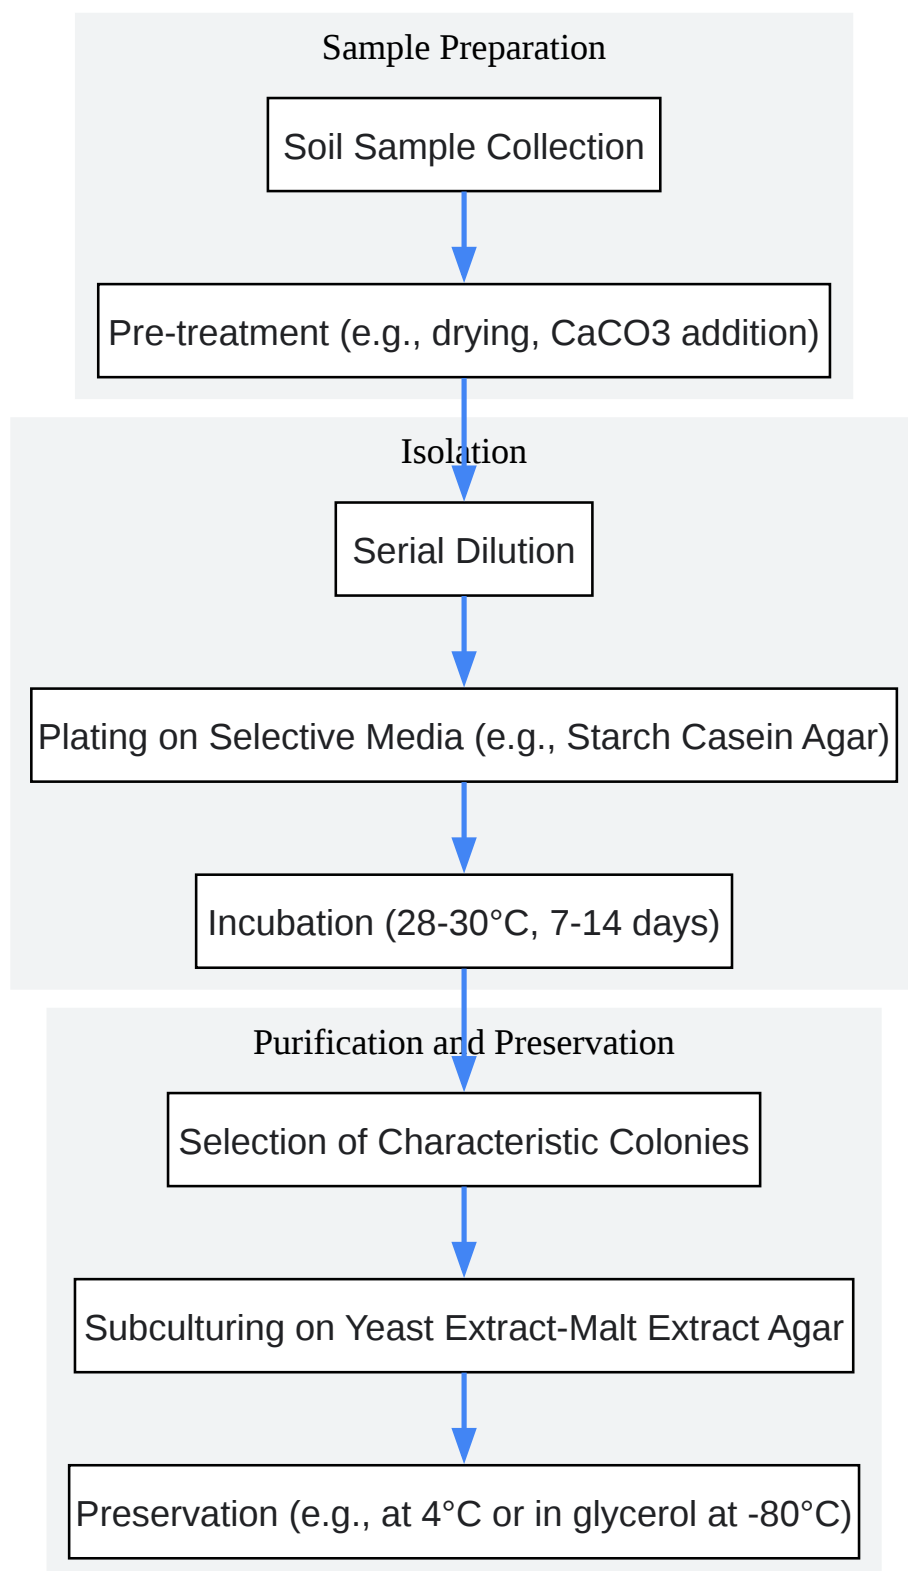 Sample Preparation
Soil Sample Collection
Pre-treatment (e.g., drying, CaCO3 addition)
Isolation
Serial Dilution
Plating on Selective Media (e.g., Starch Casein Agar)
Incubation (28-30°C, 7-14 days)
Purification and Preservation
Selection of Characteristic Colonies
Subculturing on Yeast Extract-Malt Extract Agar
Preservation (e.g., at 4°C or in glycerol at -80°C)